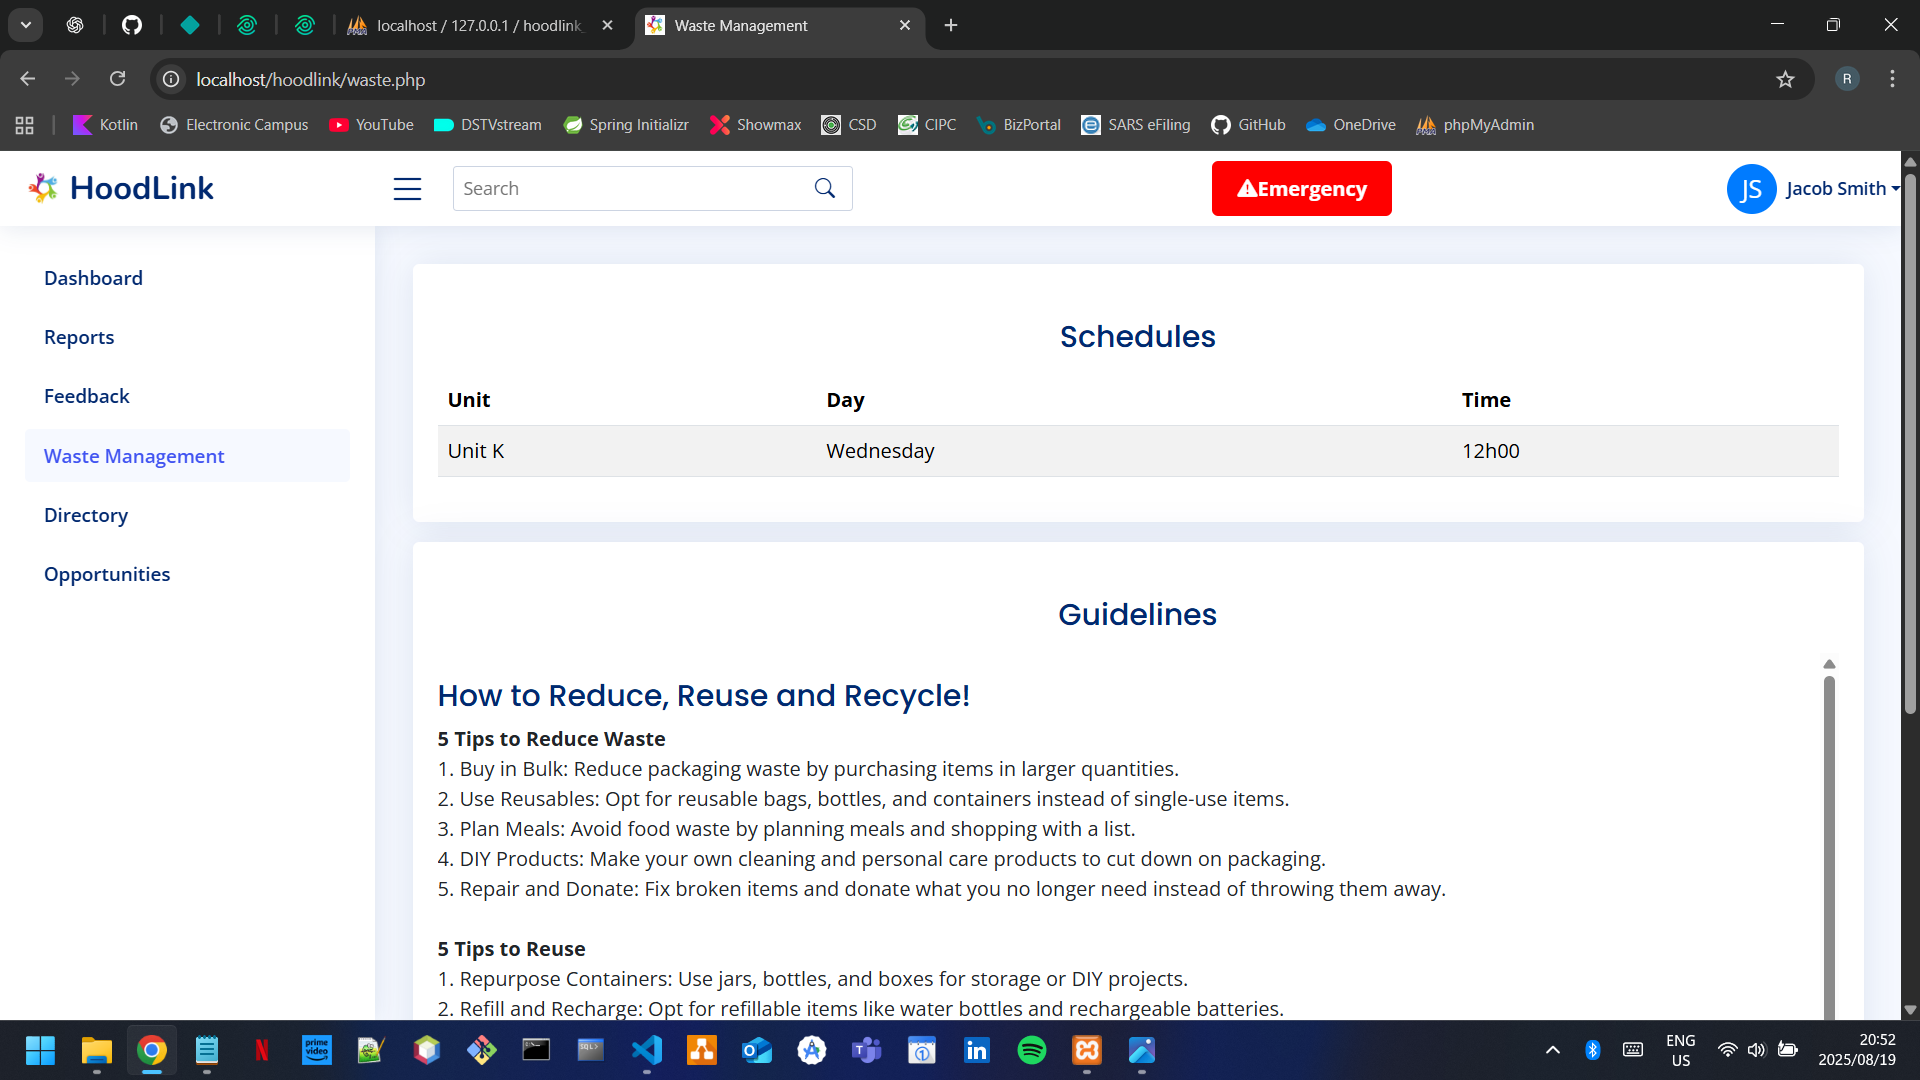 localhost / 127.0.0.1 / hoodlink_
Waste Management
localhost/hoodlink/waste.php
R
Kotlin
Electronic Campus
YouTube
DSTVstream
Spring Initializr
Showmax
CSD
CIPC
BizPortal
SARS eFiling
GitHub
OneDrive
phpMyAdmin
HoodLink
Search
Emergency
JS
Jacob Smith
Dashboard
Reports
Feedback
Waste Management
Directory
Opportunities
Schedules
Unit Day Time
Unit K Wednesday 12h00
Guidelines
How to Reduce, Reuse and Recycle!
5 Tips to Reduce Waste
1. Buy in Bulk: Reduce packaging waste by purchasing items in larger quantities.
2. Use Reusables: Opt for reusable bags, bottles, and containers instead of single-use items.
3. Plan Meals: Avoid food waste by planning meals and shopping with a list.
4. DIY Products: Make your own cleaning and personal care products to cut down on packaging.
5. Repair and Donate: Fix broken items and donate what you no longer need instead of throwing them away.
5 Tips to Reuse
1. Repurpose Containers: Use jars, bottles, and boxes for storage or DIY projects.
2. Refill and Recharge: Opt for refillable items like water bottles and rechargeable batteries.
prime video
ENG
US
20:52
2025/08/19